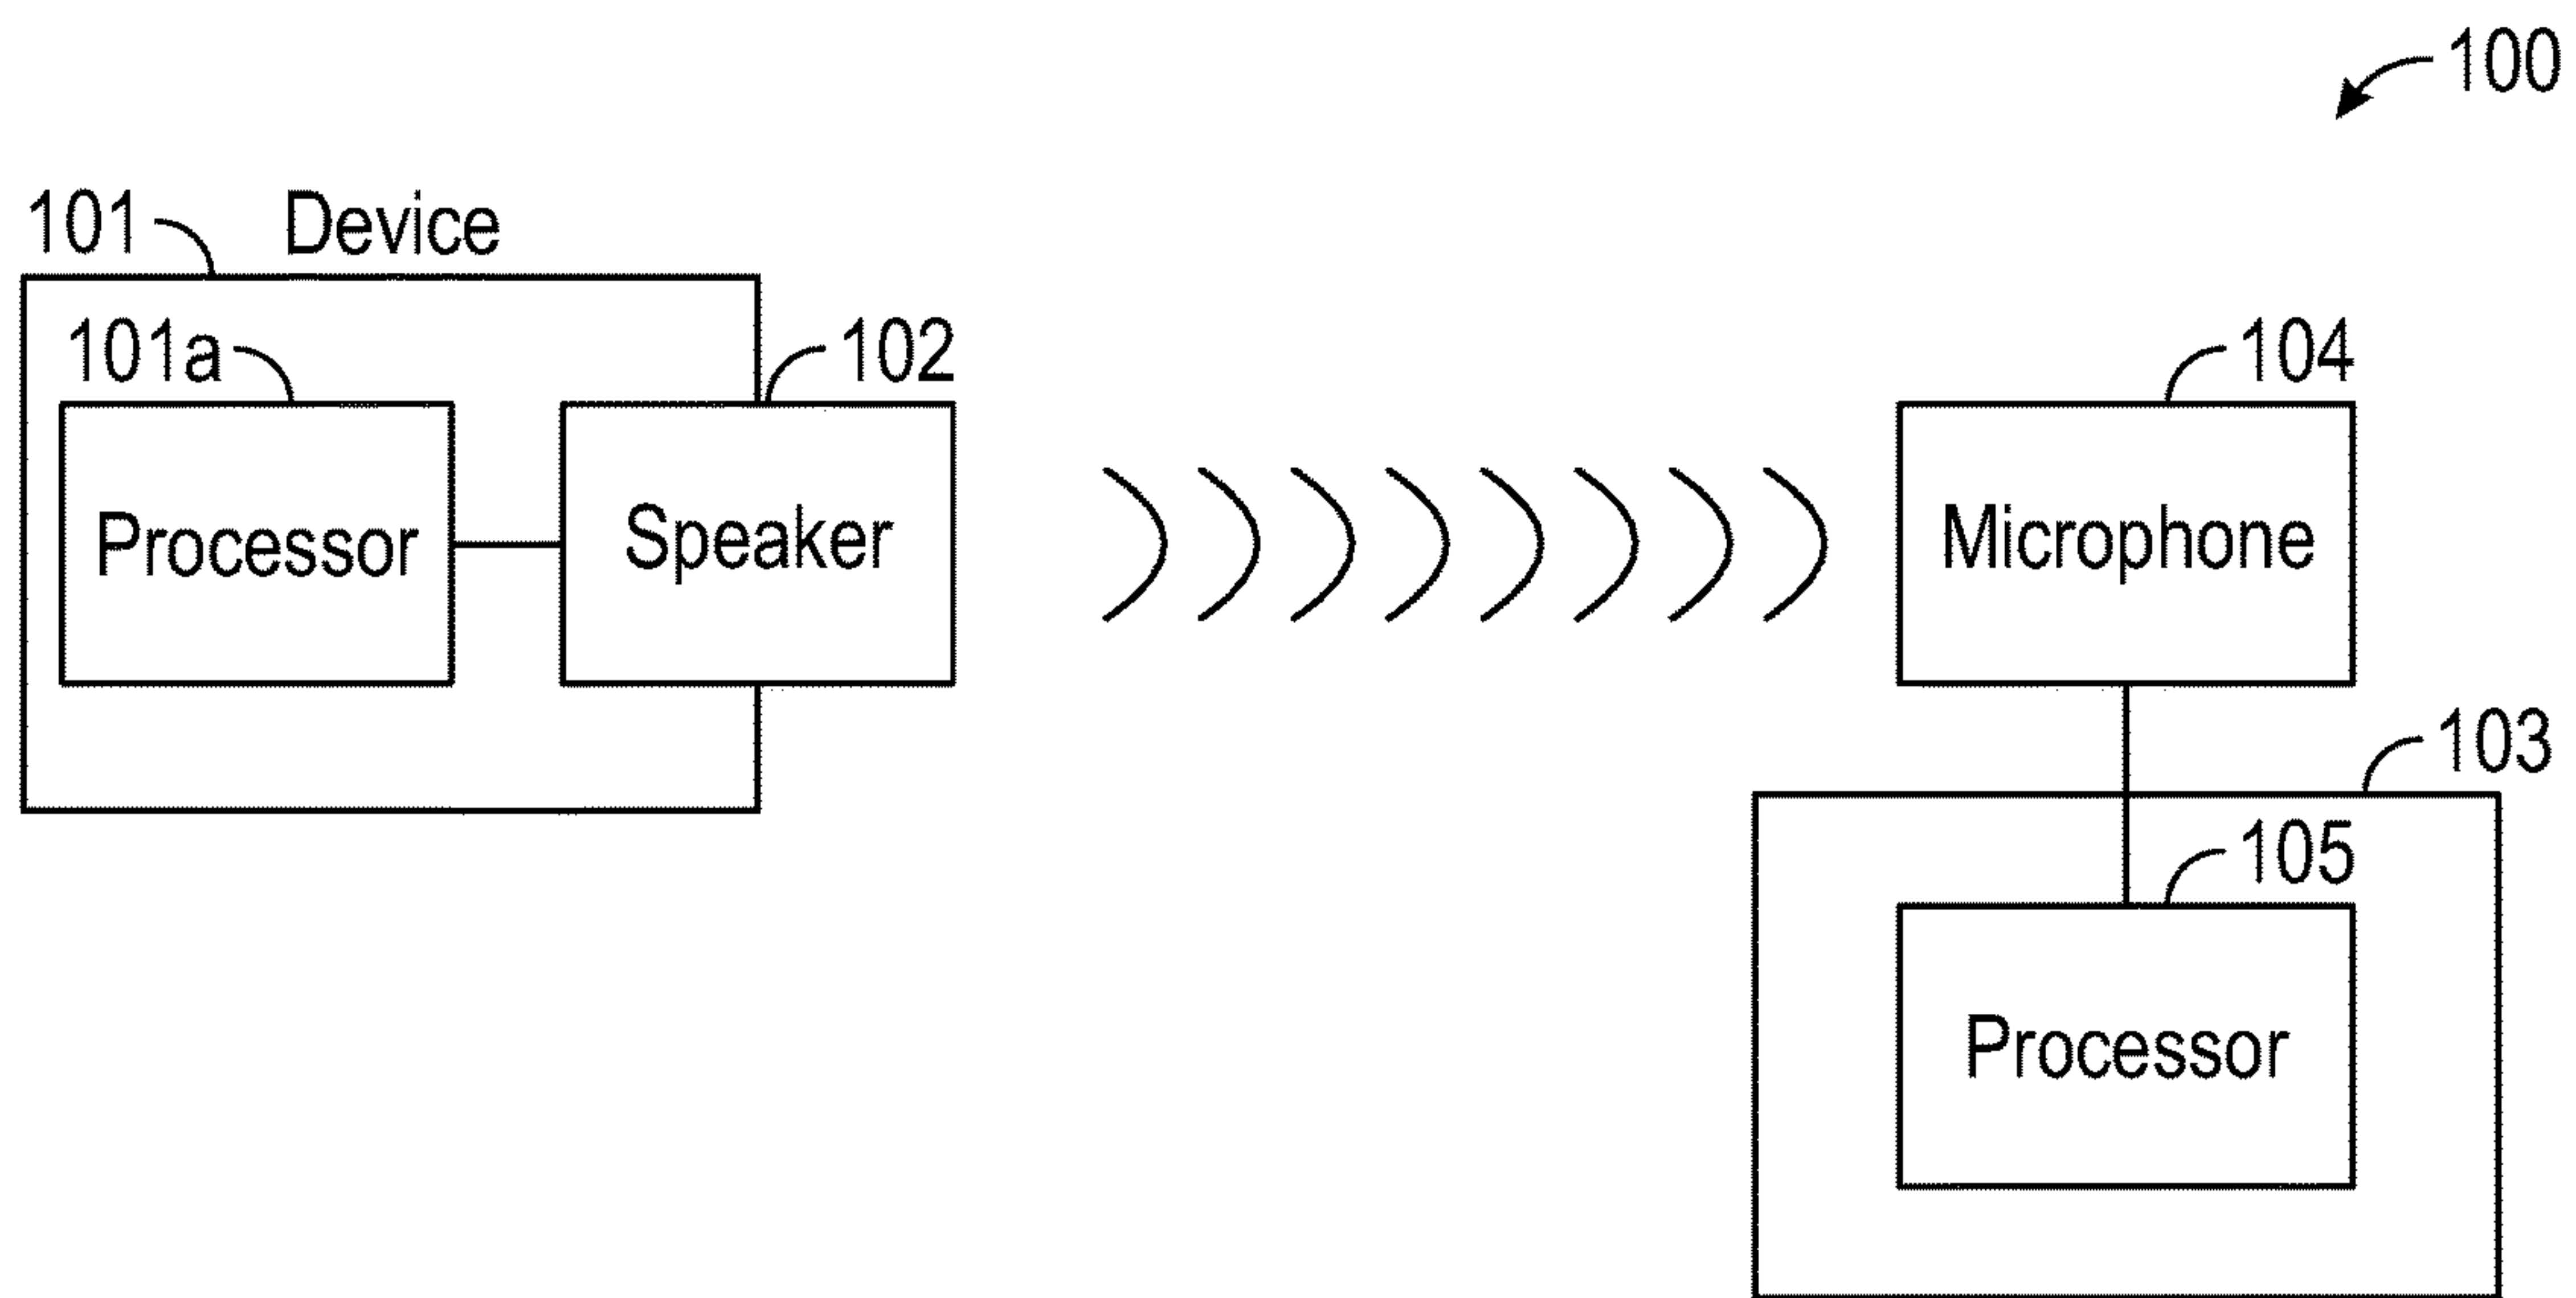 100
101 Device
101a 102 104
Processor Speaker Microphone
103
105
Processor